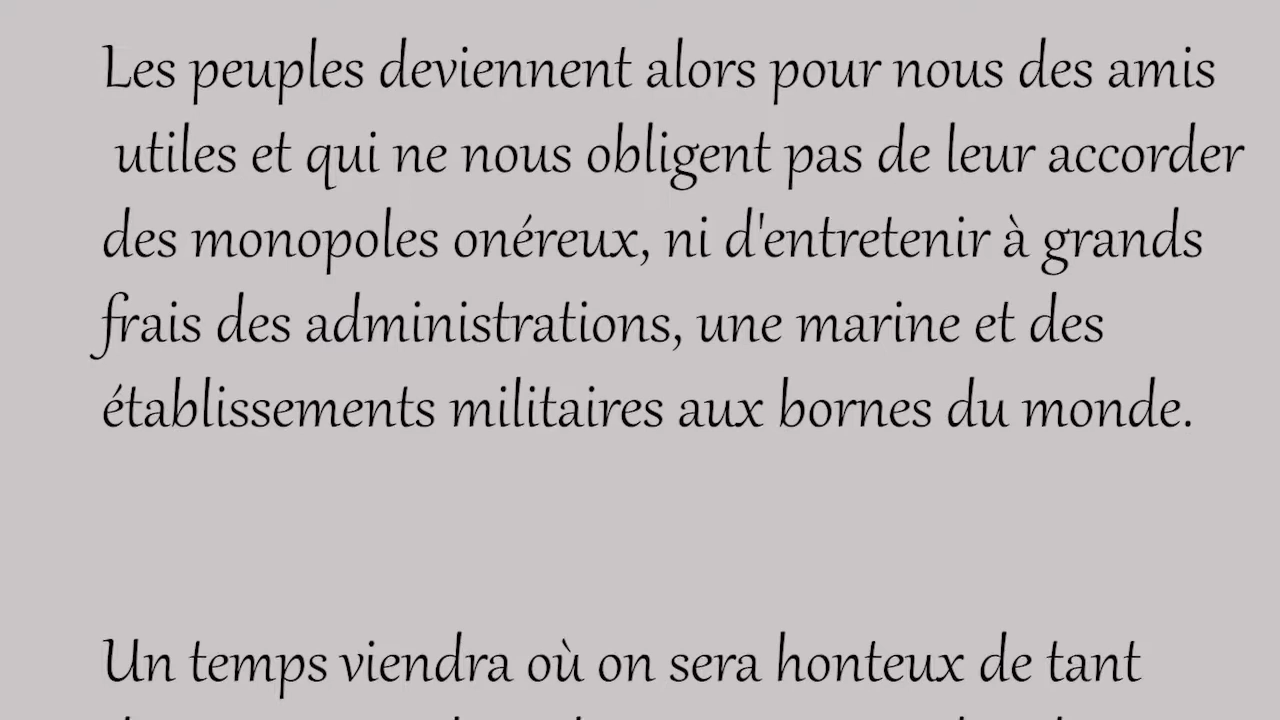 Les peuples deviennent alors pour nous des amis
utiles et qui ne nous obligent pas de leur accorder
des monopoles onéreux, ni d'entretenir à grands
frais des administrations, une marine et des
établissements militaires aux bornes du monde.
Un temps viendra où on sera honteux de tant